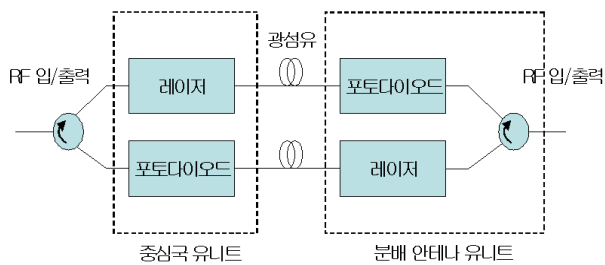 광섬유
RF 입/출력
RF 입/출력
레이저
포토다이오드
포토다이오드
레이저
중심국 유니트
분배 안테나 유니트